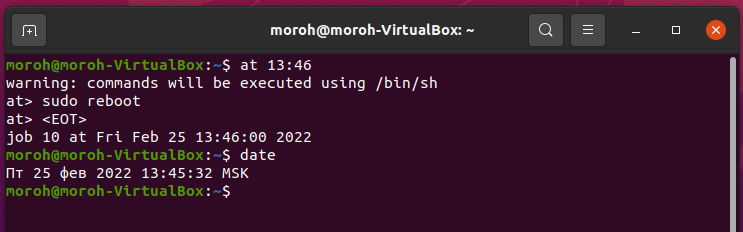 moroh@moroh-VirtualBox: ~
moroh@moroh-VirtualBox:~$ at 13:46
warning: commands will be executed using /bin/sh
at> sudo reboot
at> <EOT>
job 10 at Fri Feb 25 13:46:00 2022
moroh@moroh-VirtualBox:~$ date
Пт 25 фев 2022 13:45:32 MSK
moroh@moroh-VirtualBox:~$